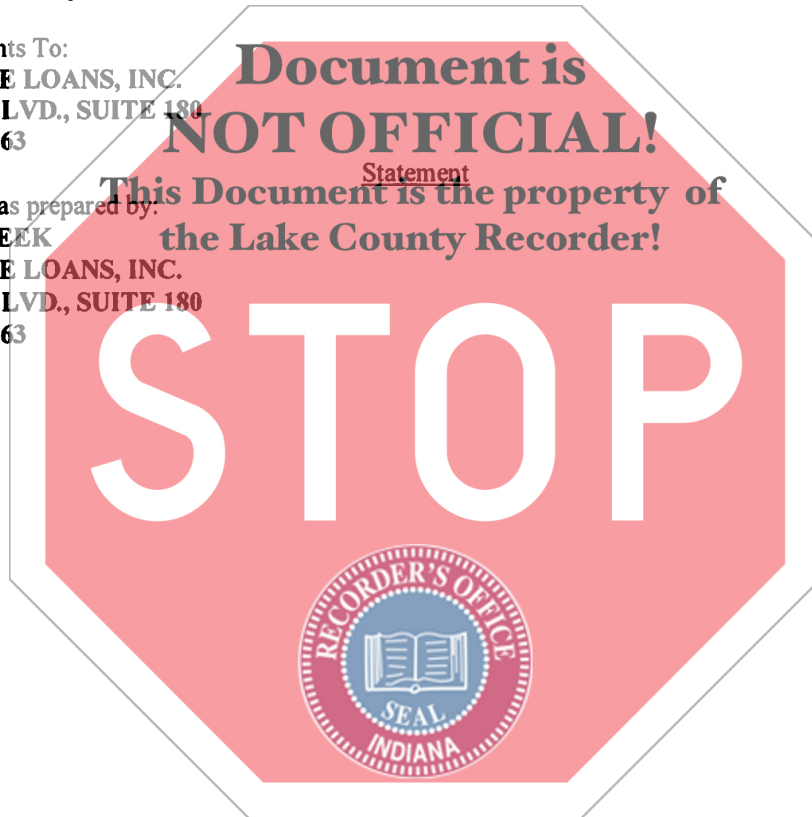 nts To:
Document is
E LOANS, INC.
LVD., SUITE 180
NOT OFFICIAL!
63
Statement
This Document is the property of
as prepared by:
EEK
the Lake County Recorder!
E LOANS, INC.
LVD., SUITE 180
63
STOP
RECORDER'S OFFICE
SEAL
INDIANA